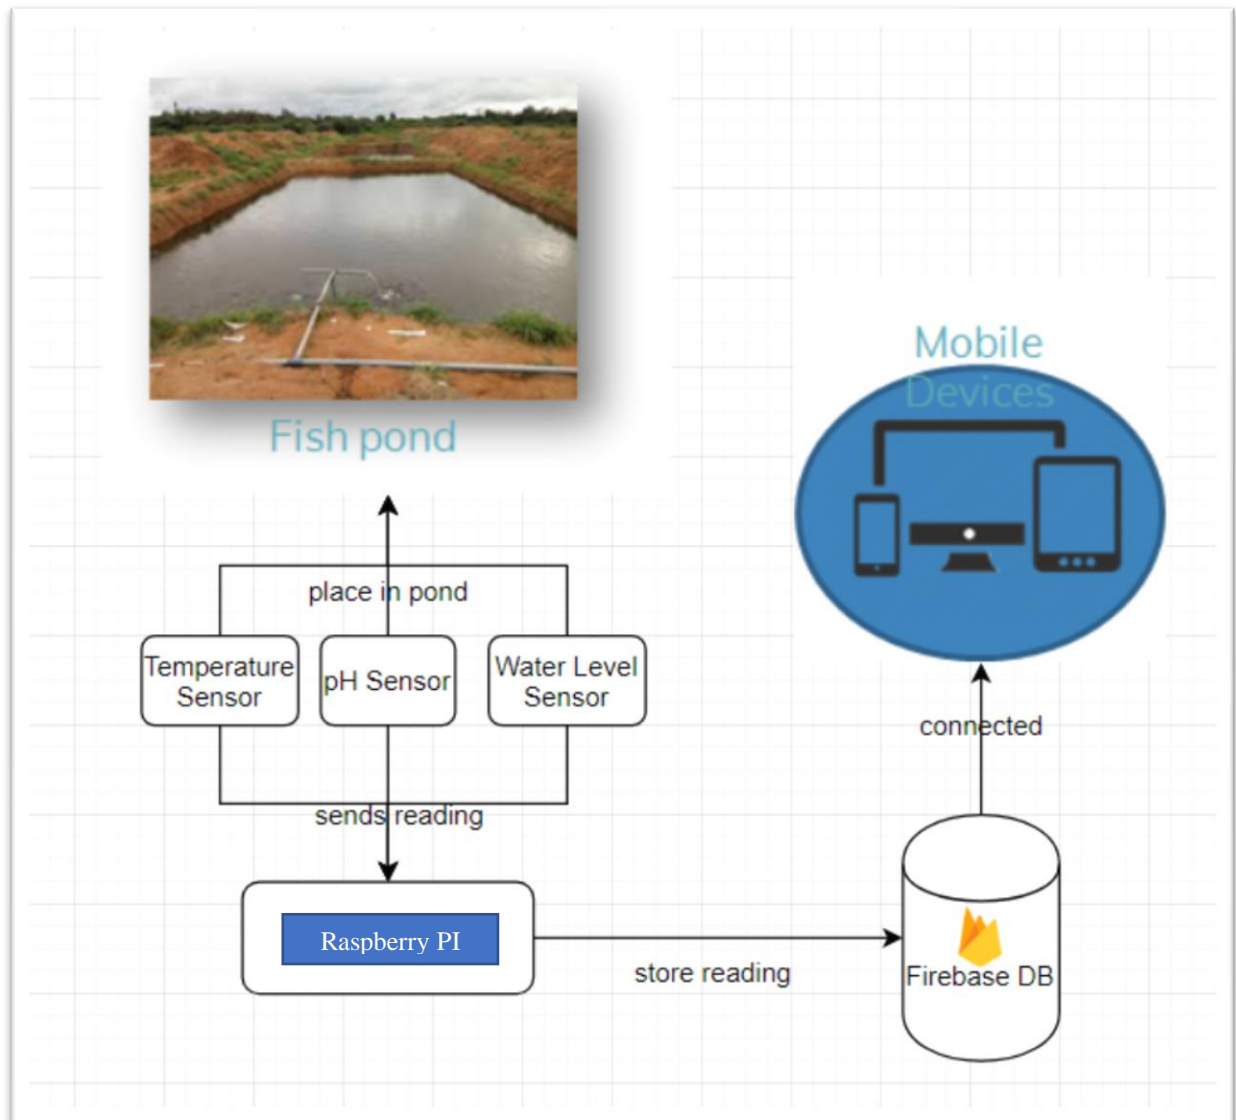 Fish pond
Mobile
Devices
place in pond
Temperature
Sensor
pH Sensor
Water Level
Sensor
connected
sends reading
Raspberry PI
store reading
Firebase DB